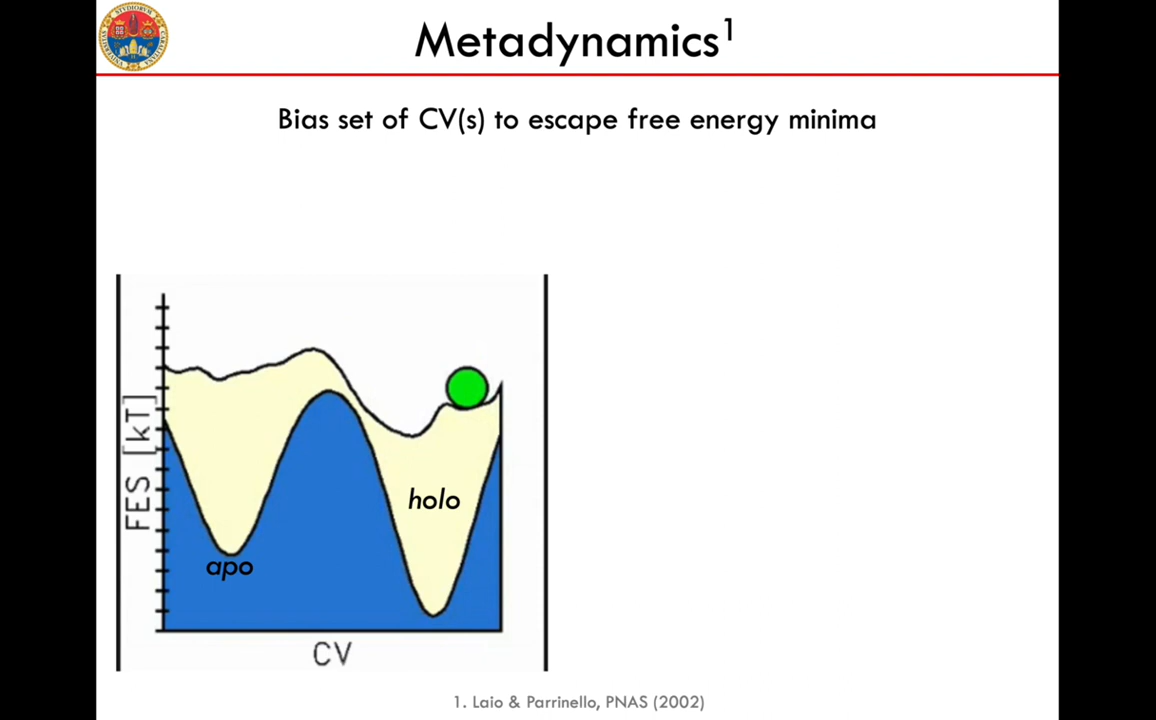 Metadynamics¹
Bias set of CV(s) to escape free energy minima
FES [kT]
holo
apo
CV
1. Laio & Parrinello, PNAS (2002)